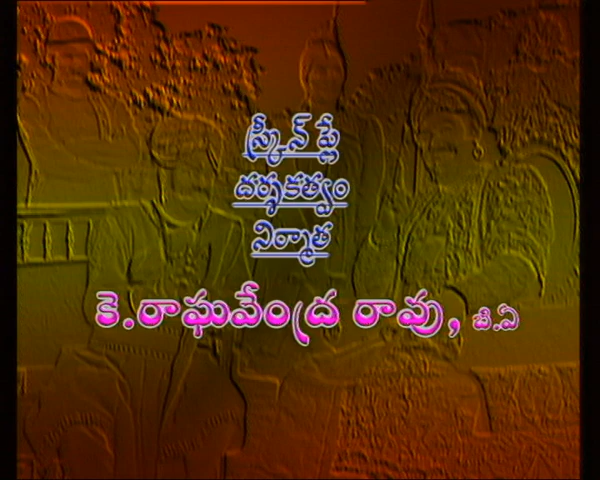 స్క్రీన్ ప్లే
దర్శకత్వం
నిర్మాత
కె.రాఘవేంద్ర రావు, బి.ఏ